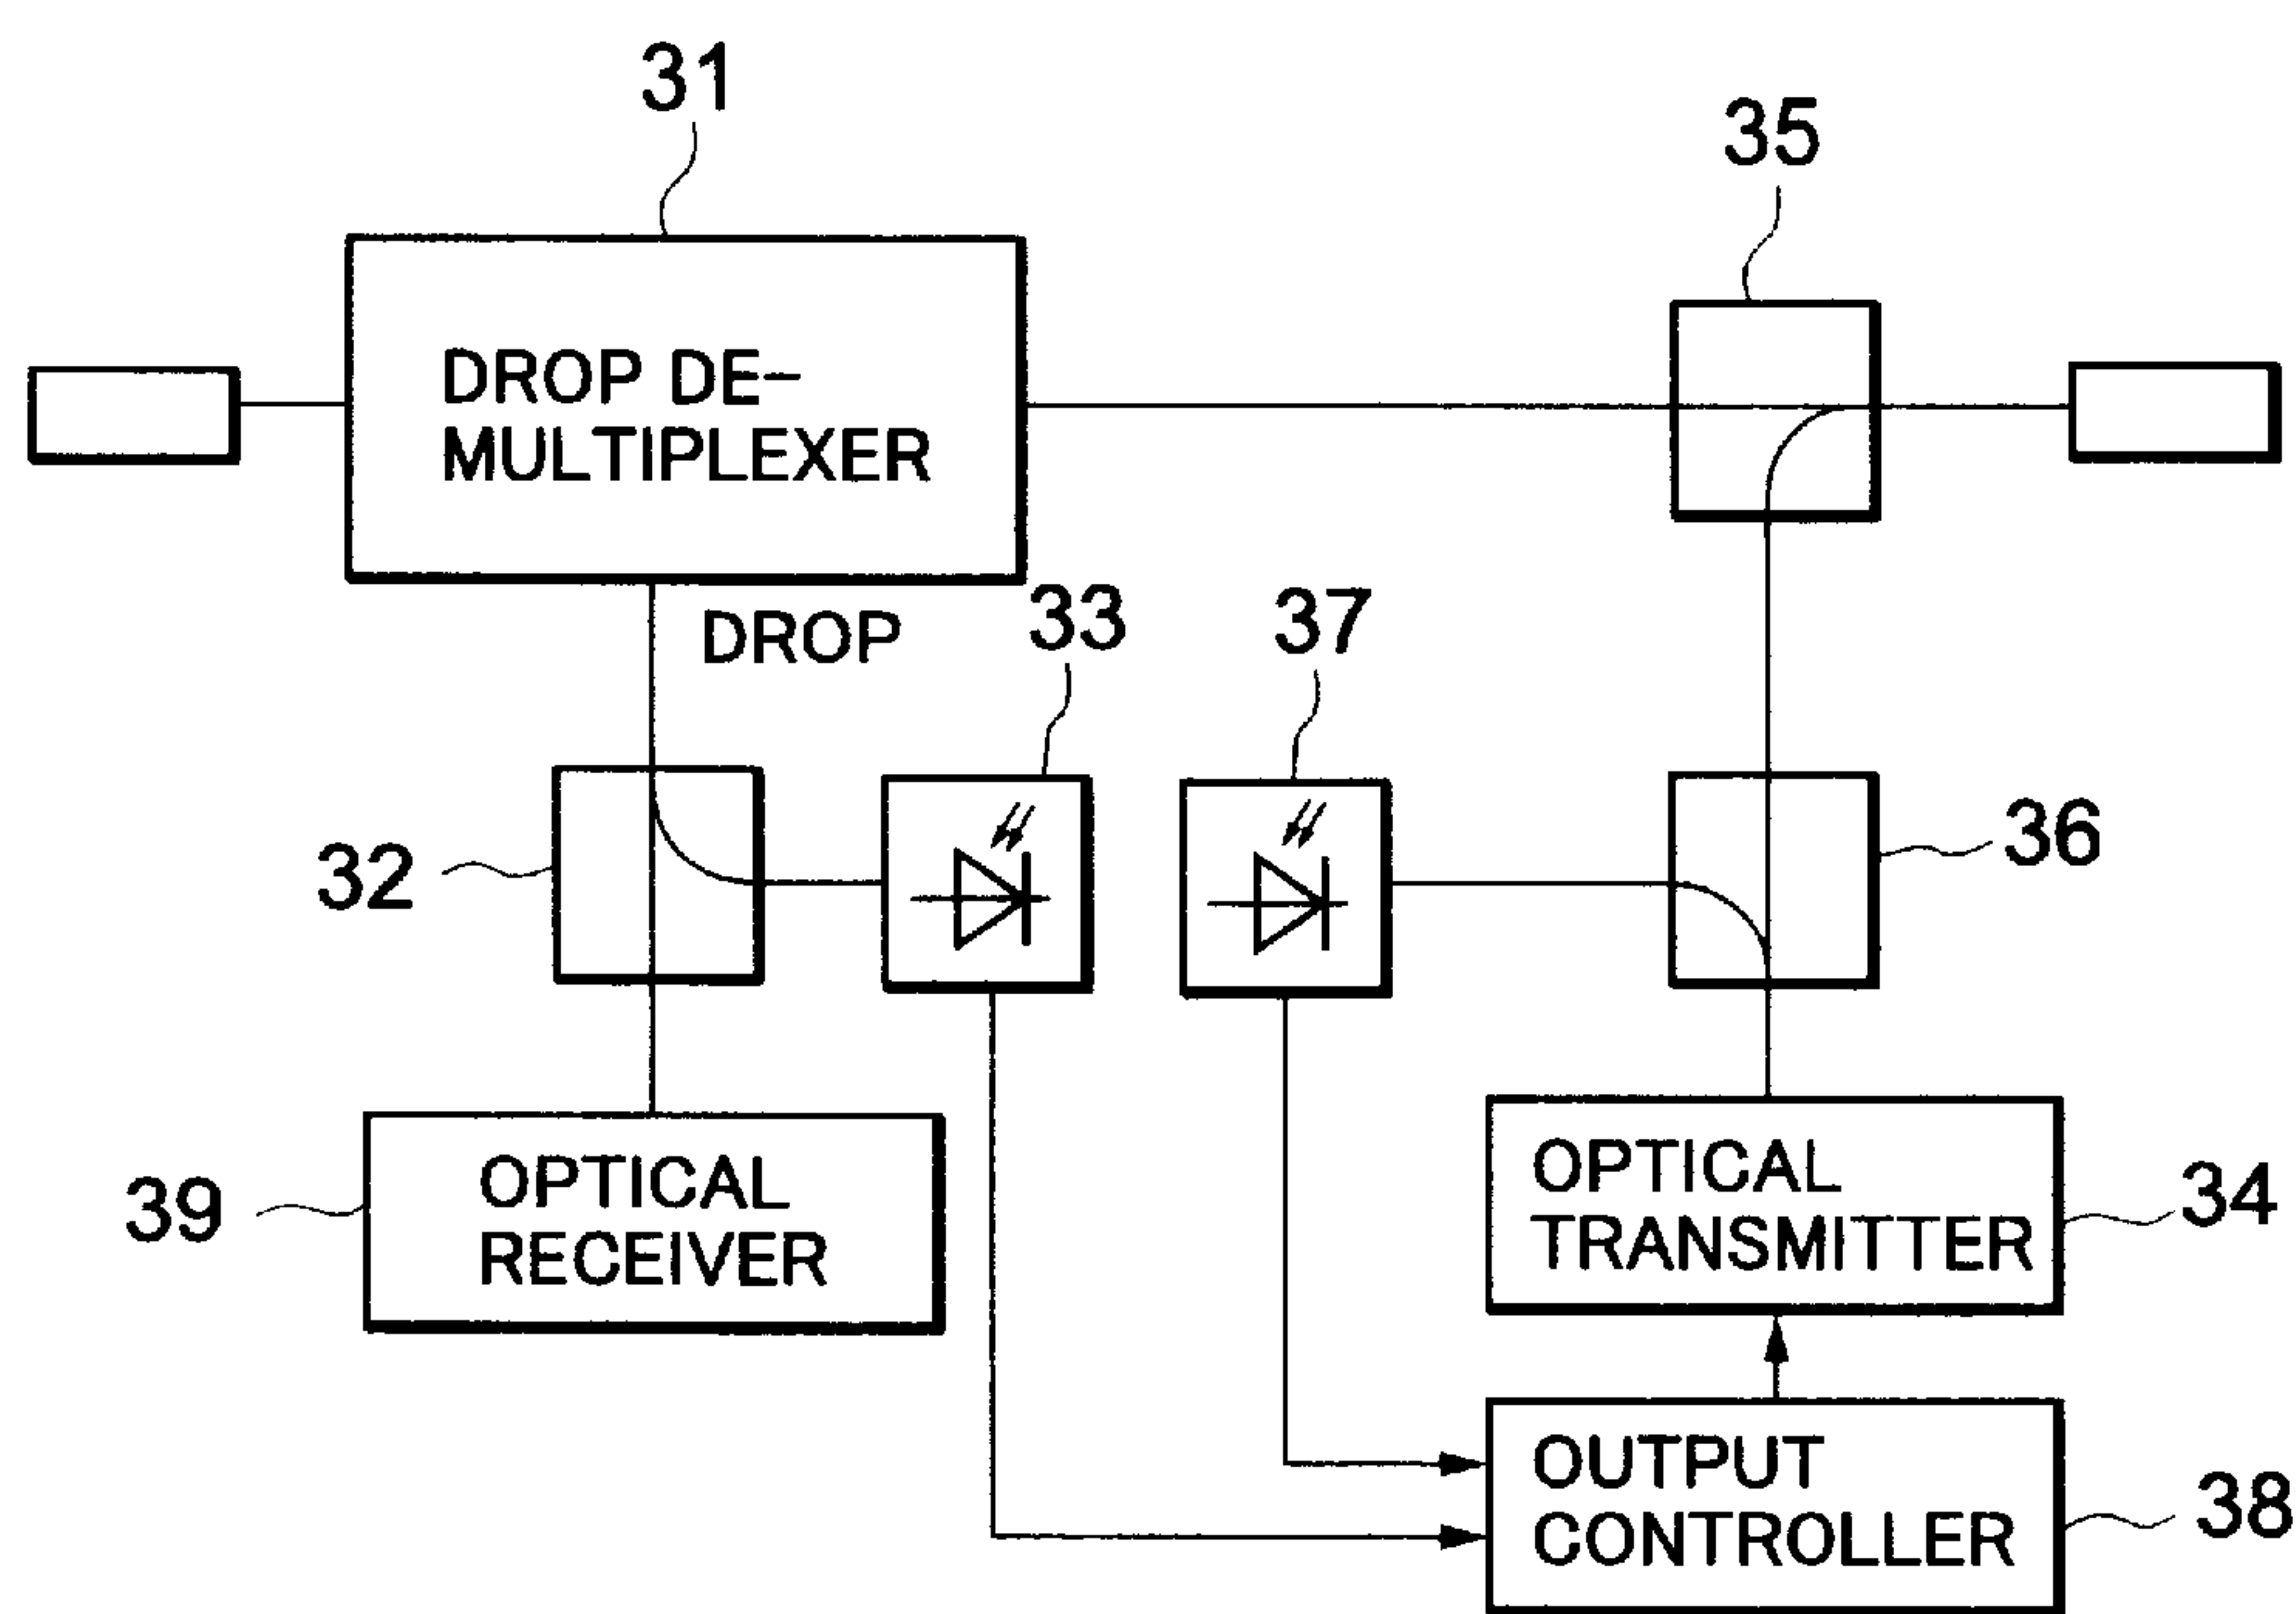 31
35
DROP DE-
MULTIPLEXER
DROP
33
37
32
36
39
OPTICAL
RECEIVER
OPTICAL
TRANSMITTER
34
OUTPUT
CONTROLLER
38